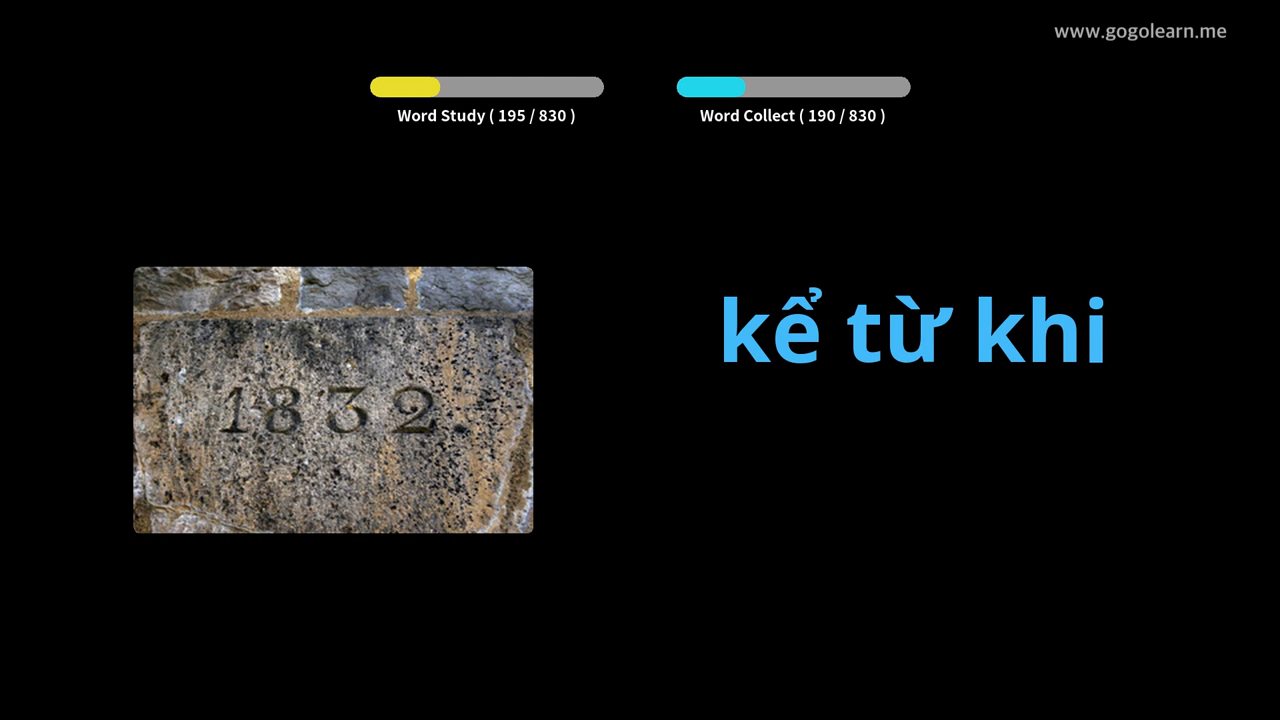 www.gogolearn.me
Word Study ( 195 / 830 )
Word Collect ( 190 / 830 )
kể từ khi
1832.